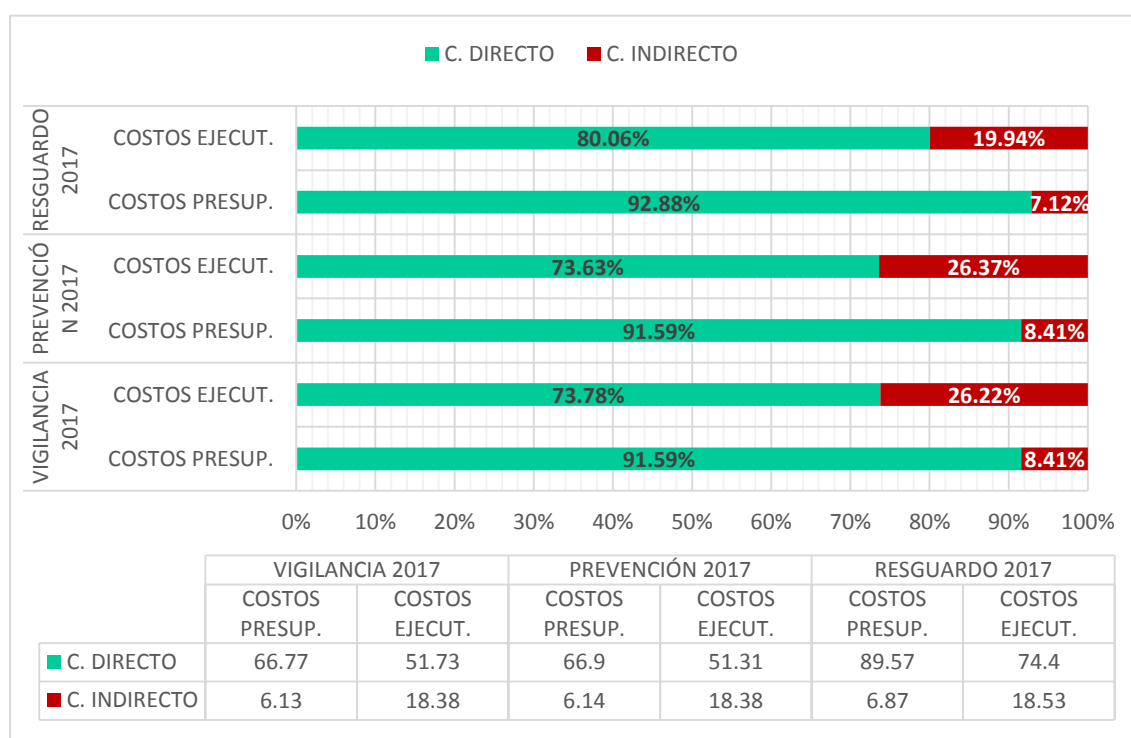 C. DIRECTO C. INDIRECTO
RESGUARDO
2017
COSTOS EJECUT. 80.06% 19.94%
COSTOS PRESUP. 92.88% 7.12%
PREVENCIÓ
N 2017
COSTOS EJECUT. 73.63% 26.37%
COSTOS PRESUP. 91.59% 8.41%
VIGILANCIA
2017
COSTOS EJECUT. 73.78% 26.22%
COSTOS PRESUP. 91.59% 8.41%
0% 10% 20% 30% 40% 50% 60% 70% 80% 90% 100%
VIGILANCIA 2017 PREVENCIÓN 2017 RESGUARDO 2017
COSTOS COSTOS COSTOS COSTOS COSTOS COSTOS
PRESUP. EJECUT. PRESUP. EJECUT. PRESUP. EJECUT.
C. DIRECTO 66.77 51.73 66.9 51.31 89.57 74.4
C. INDIRECTO 6.13 18.38 6.14 18.38 6.87 18.53